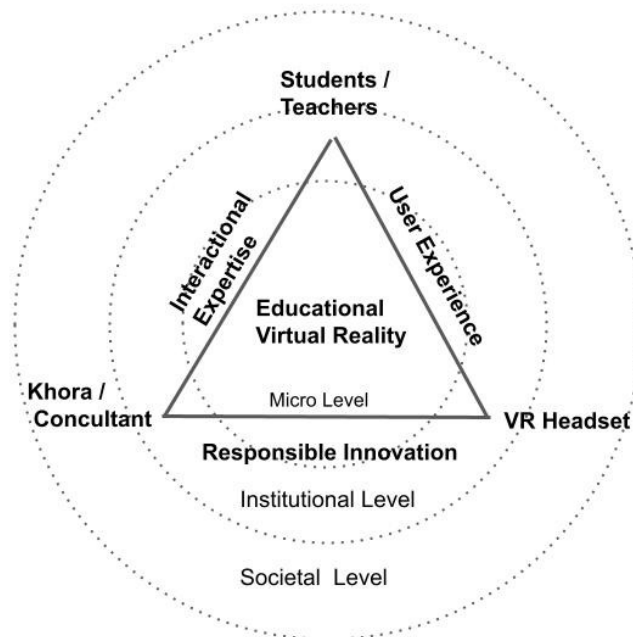 Students /
Teachers
Interactional
Expertise
User Experience
Educational
Virtual Reality
Micro Level
Khora /
Concultant
VR Headset
Responsible Innovation
Institutional Level
Societal Level